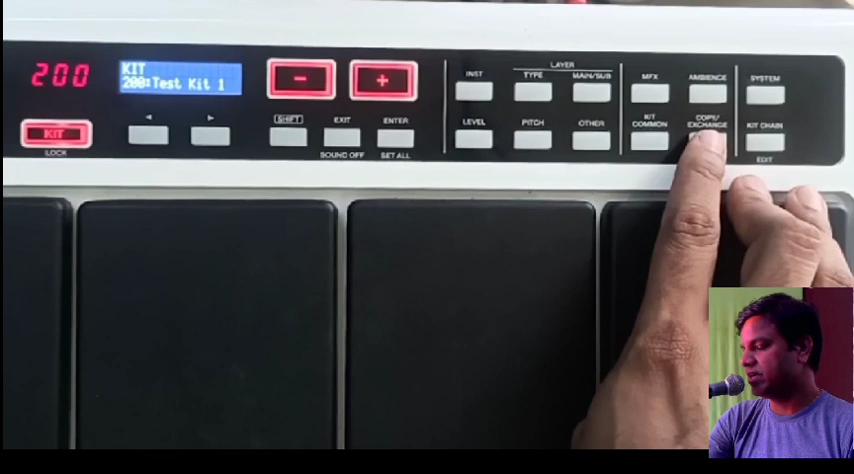 200
KIT
200:Test Kit 1
-
+
KIT
LOCK
SHIFT
EXIT
SOUND OFF
ENTER
SET ALL
INST
LAYER
TYPE
MAIN/SUB
LEVEL
PITCH
OTHER
MFX
AMBIENCE
KIT
COMMON
COPY/
EXCHANGE
SYSTEM
KIT CHAIN
EDIT